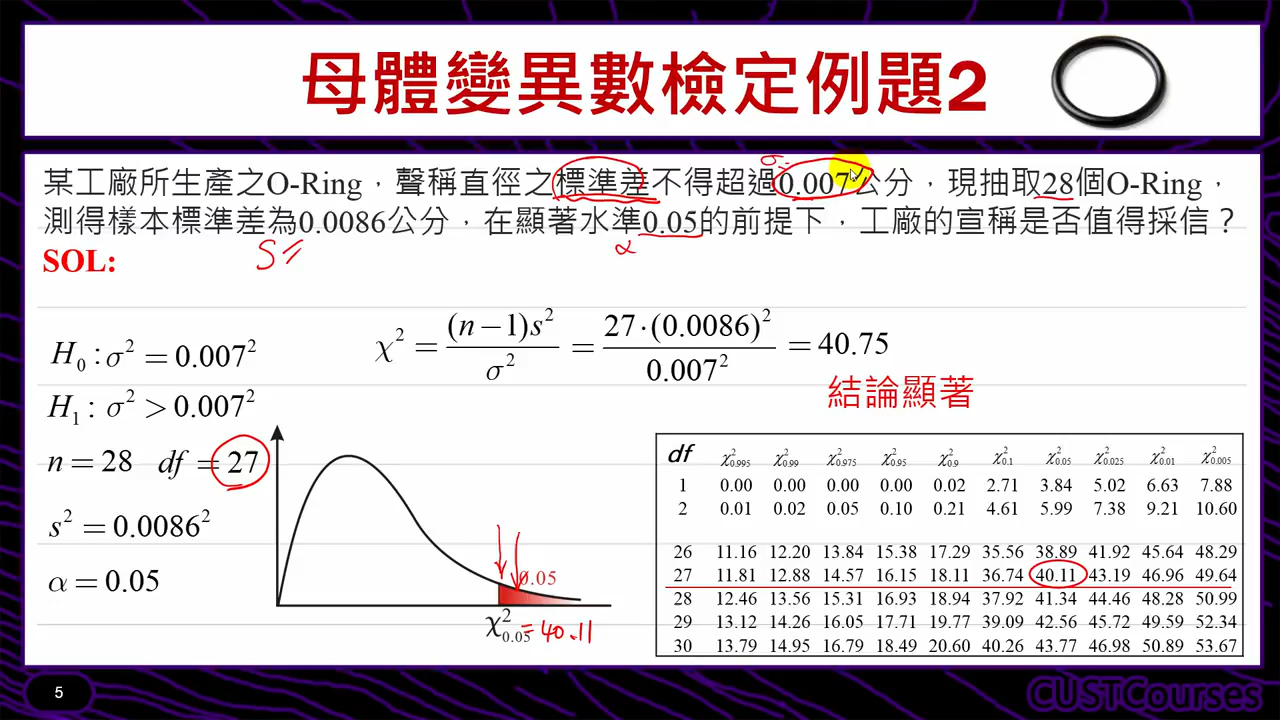 母體變異數檢定例題2
某工廠所生產之O-Ring，聲稱直徑之標準差不得超過0.007公分，現抽取28個O-Ring，
測得樣本標準差為0.0086公分，在顯著水準0.05的前提下，工廠的宣稱是否值得採信？
S=
α
SOL:
H₀ : σ² = 0.007²
χ² = (n−1)s² / σ² = 27·(0.0086)² / 0.007² = 40.75
結論顯著
H₁ : σ² > 0.007²
n = 28 df = 27
s² = 0.0086²
α = 0.05
0.05
χ²0.05 = 40.11
df χ²0.995 χ²0.99 χ²0.975 χ²0.95 χ²0.9 χ²0.1 χ²0.05 χ²0.025 χ²0.01 χ²0.005
1 0.00 0.00 0.00 0.00 0.02 2.71 3.84 5.02 6.63 7.88
2 0.01 0.02 0.05 0.10 0.21 4.61 5.99 7.38 9.21 10.60
26 11.16 12.20 13.84 15.38 17.29 35.56 38.89 41.92 45.64 48.29
27 11.81 12.88 14.57 16.15 18.11 36.74 40.11 43.19 46.96 49.64
28 12.46 13.56 15.31 16.93 18.94 37.92 41.34 44.46 48.28 50.99
29 13.12 14.26 16.05 17.71 19.77 39.09 42.56 45.72 49.59 52.34
30 13.79 14.95 16.79 18.49 20.60 40.26 43.77 46.98 50.89 53.67
5
CUSTCourses